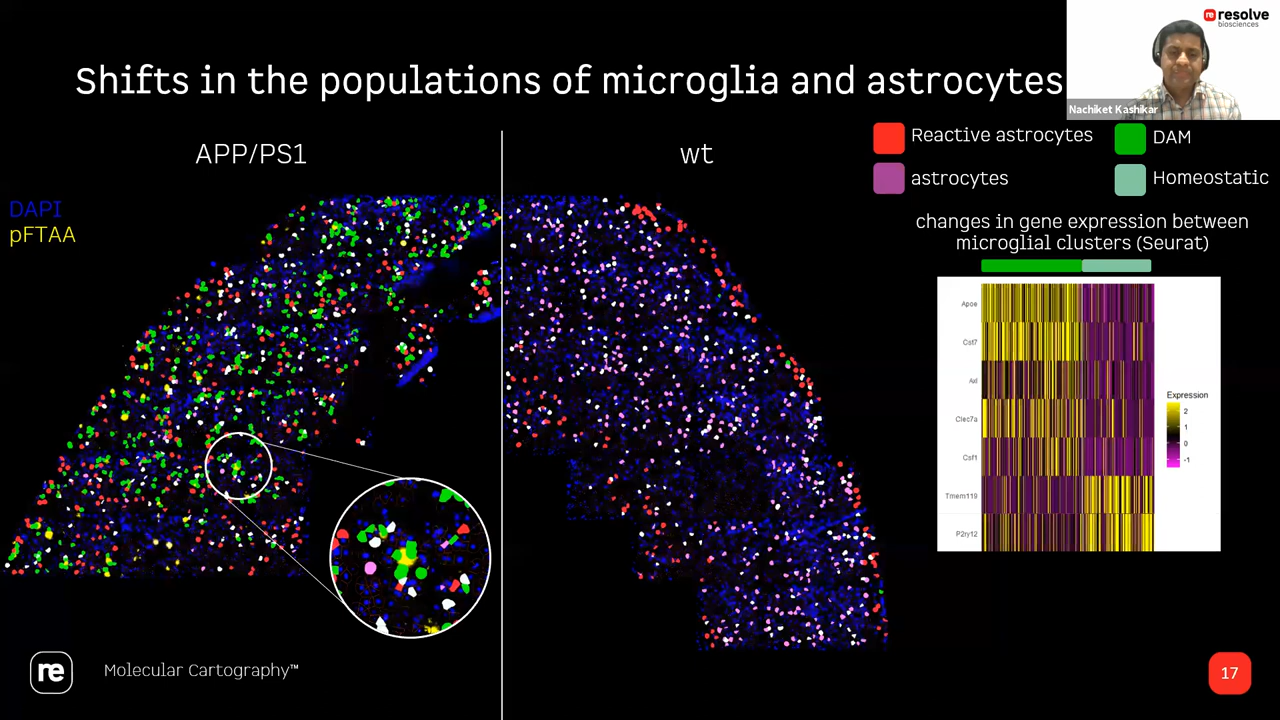 re resolve
biosciences
Nachiket Kashikar
Shifts in the populations of microglia and astrocytes
APP/PS1
wt
DAPI
pFTAA
Reactive astrocytes
DAM
astrocytes
Homeostatic
changes in gene expression between
microglial clusters (Seurat)
Apoe
Cst7
Axl
Clec7a
Csf1
Tmem119
P2ry12
Expression
2
1
0
-1
re
Molecular Cartography™
17